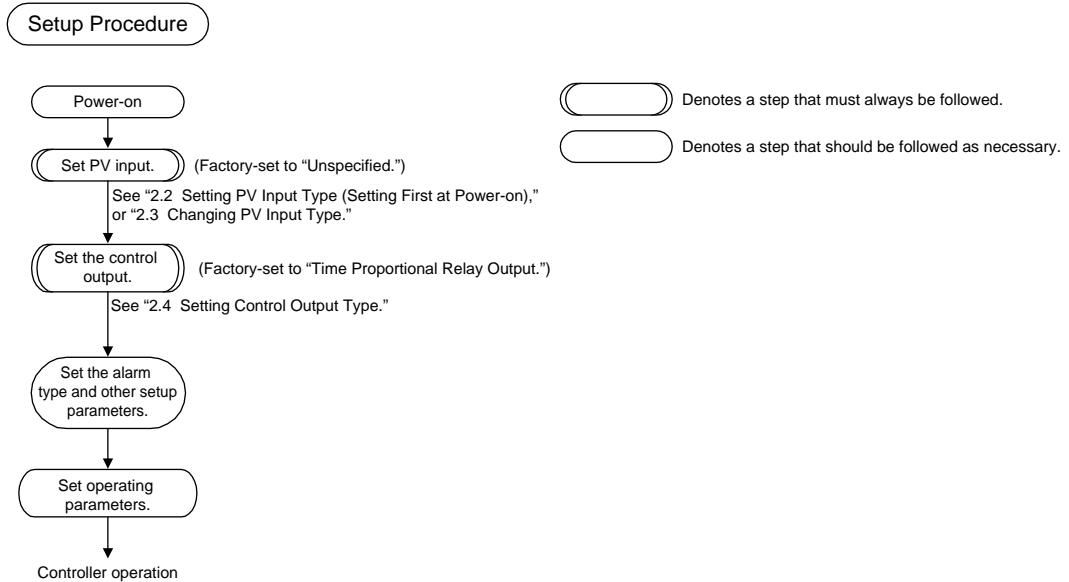 Setup Procedure
Power-on
Denotes a step that must always be followed.
Set PV input.
(Factory-set to “Unspecified.”)
Denotes a step that should be followed as necessary.
See “2.2 Setting PV Input Type (Setting First at Power-on),”
or “2.3 Changing PV Input Type.”
Set the control
output.
(Factory-set to “Time Proportional Relay Output.”)
See “2.4 Setting Control Output Type.”
Set the alarm
type and other setup
parameters.
Set operating
parameters.
Controller operation